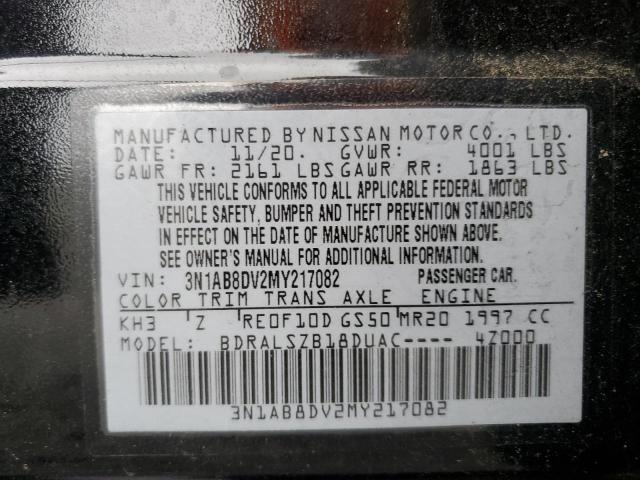 MANUFACTURED BY NISSAN MOTOR CO., LTD.
DATE: 11/20. GVWR: 4001 LBS
GAWR FR: 2161 LBS GAWR RR: 1863 LBS
THIS VEHICLE CONFORMS TO ALL APPLICABLE FEDERAL MOTOR
VEHICLE SAFETY, BUMPER AND THEFT PREVENTION STANDARDS
IN EFFECT ON THE DATE OF MANUFACTURE SHOWN ABOVE.
SEE OWNER'S MANUAL FOR ADDITIONAL INFORMATION.
VIN: 3N1AB8DV2MY217082 PASSENGER CAR.
COLOR TRIM TRANS AXLE ENGINE
KH3 Z RE0F10D GS50 MR20 1997 CC
MODEL: BDRALSZB18DUAC---- 4Z000
3N1AB8DV2MY217082